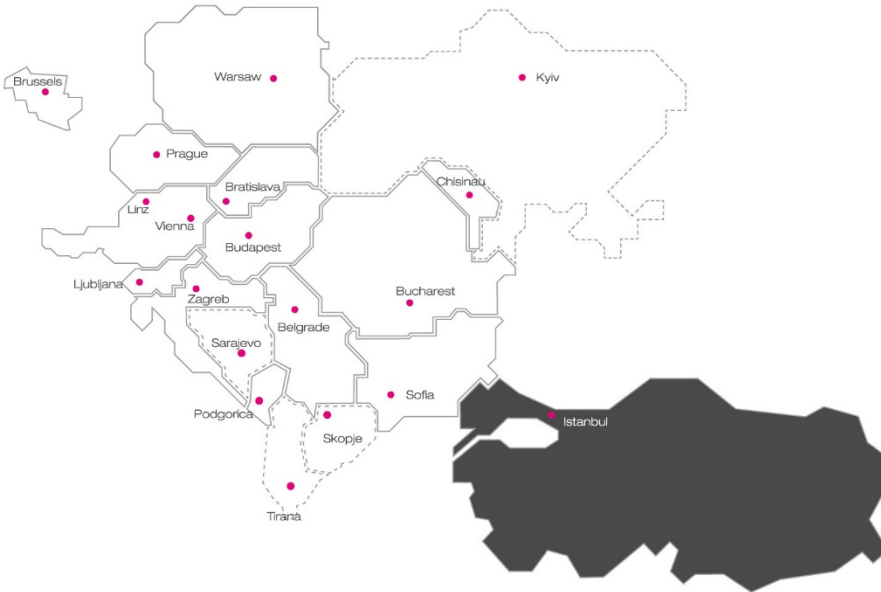 Warsaw
Kyiv
Brussels
Prague
Chisinau
Bratislava
Linz
Vienna
Budapest
Ljubljana
Zagreb
Bucharest
Belgrade
Sarajevo
Sofia
Podgorica
Istanbul
Skopje
Tirana